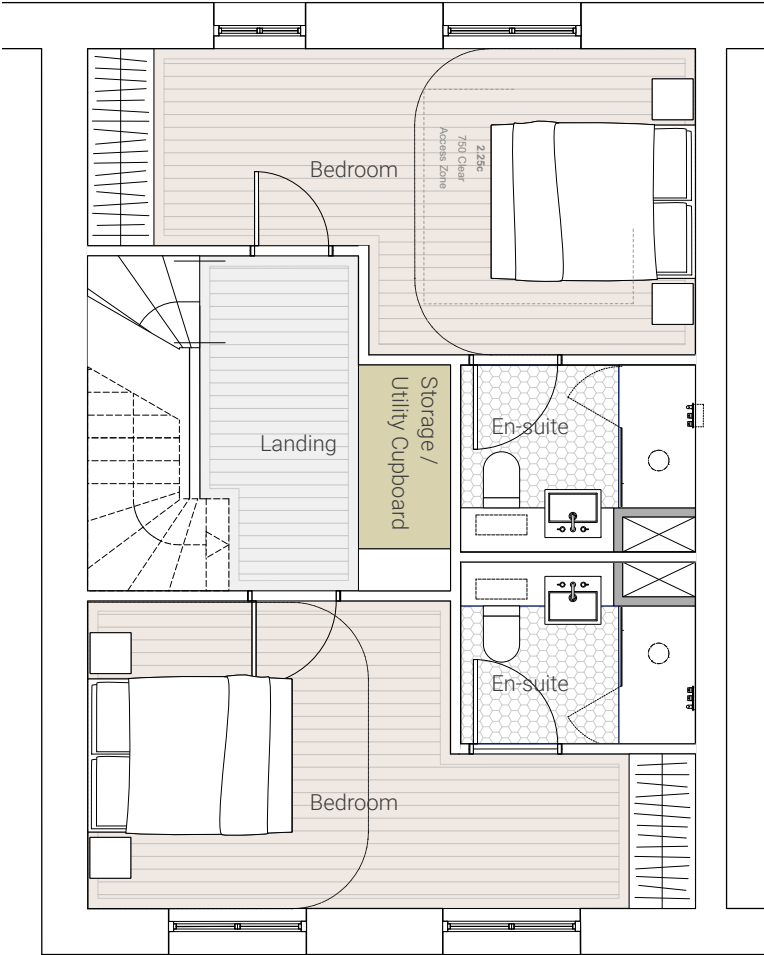 Bedroom
2.25c
750 Clear
Access Zone
Landing
Storage /
Utility Cupboard
En-suite
En-suite
Bedroom